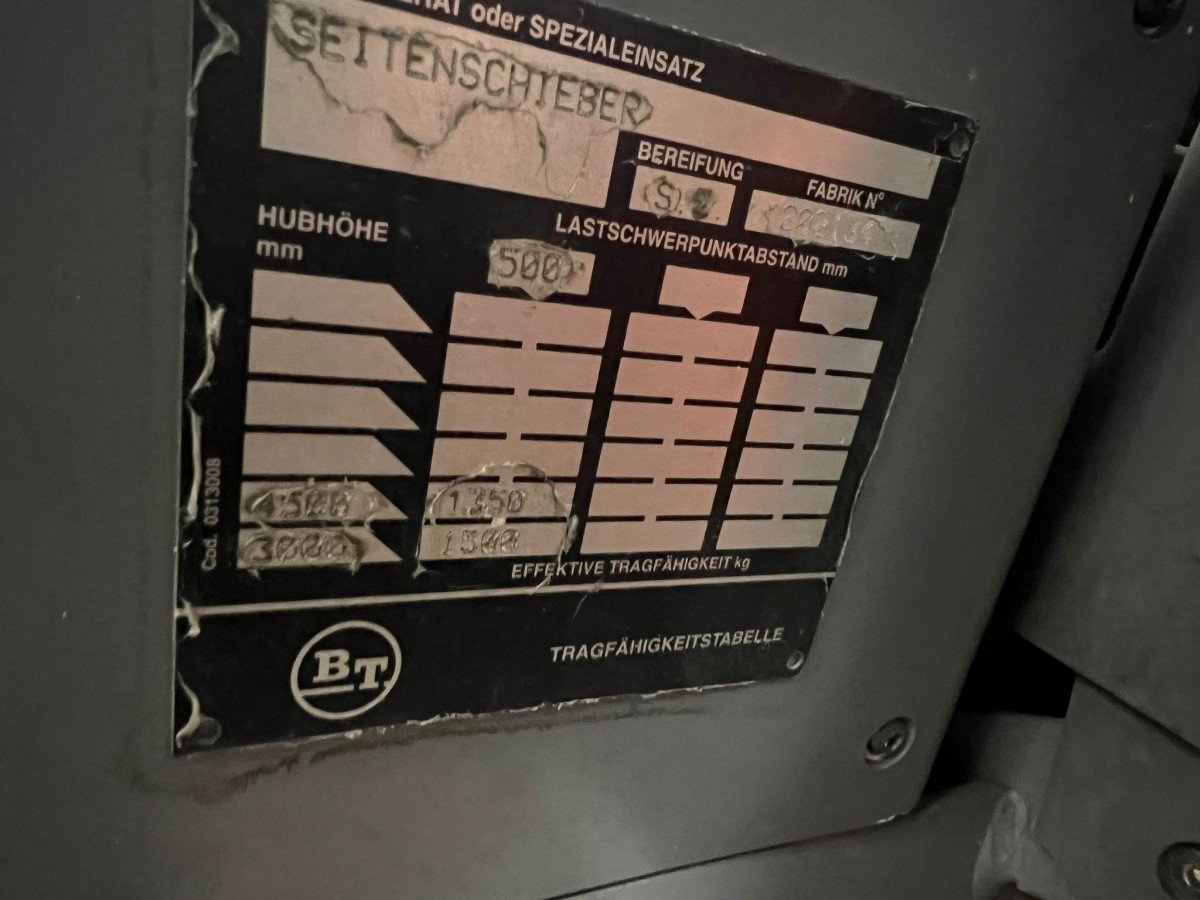 oder SPEZIALEINSATZ
SEITENSCHIEBER
BEREIFUNG
FABRIK Nº
HUBHÖHE
mm
LASTSCHWERPUNKTABSTAND mm
500
4500 1350
3000 1500
EFFEKTIVE TRAGFÄHIGKEIT kg
Cod. 0313008
BT
TRAGFÄHIGKEITSTABELLE